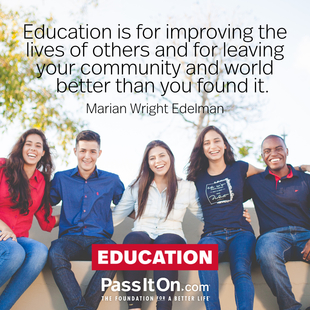 Education is for improving the
lives of others and for leaving
your community and world
better than you found it.
Marian Wright Edelman
EDUCATION
PassItOn.com
THE FOUNDATION FOR A BETTER LIFE